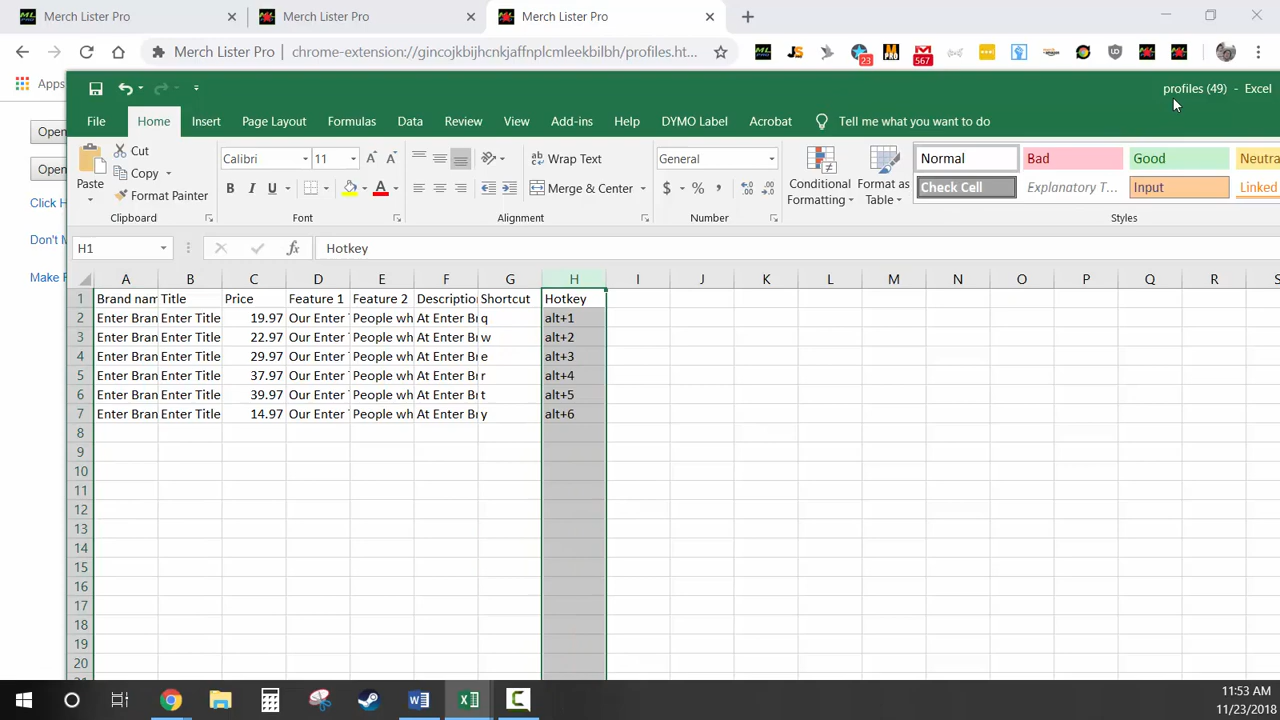 Merch Lister Pro
Merch Lister Pro
Merch Lister Pro
Merch Lister Pro
chrome-extension://gincojkbiihcnkjaffnplcmleekbilbh/profiles.ht...
23
567
Apps
profiles (49) - Excel
File
Home
Insert
Page Layout
Formulas
Data
Review
View
Add-ins
Help
DYMO Label
Acrobat
Tell me what you want to do
Paste
Cut
Copy
Format Painter
Clipboard
Calibri
11
B I U
Font
Wrap Text
Merge & Center
Alignment
General
$ % ,
Number
Conditional
Formatting
Format as
Table
Normal
Bad
Good
Neutra
Check Cell
Explanatory T...
Input
Linked
Styles
Open
Open
Click H
Don't M
Make F
H1
fx
Hotkey
A B C D E F G H I J K L M N O P Q R S
1 Brand nam Title Price Feature 1 Feature 2 Descriptio Shortcut Hotkey
2 Enter Bran Enter Title 19.97 Our Enter People wh At Enter Br q alt+1
3 Enter Bran Enter Title 22.97 Our Enter People wh At Enter Br w alt+2
4 Enter Bran Enter Title 29.97 Our Enter People wh At Enter Br e alt+3
5 Enter Bran Enter Title 37.97 Our Enter People wh At Enter Br r alt+4
6 Enter Bran Enter Title 39.97 Our Enter People wh At Enter Br t alt+5
7 Enter Bran Enter Title 14.97 Our Enter People wh At Enter Br y alt+6
8
9
10
11
12
13
14
15
16
17
18
19
20
11:53 AM
11/23/2018